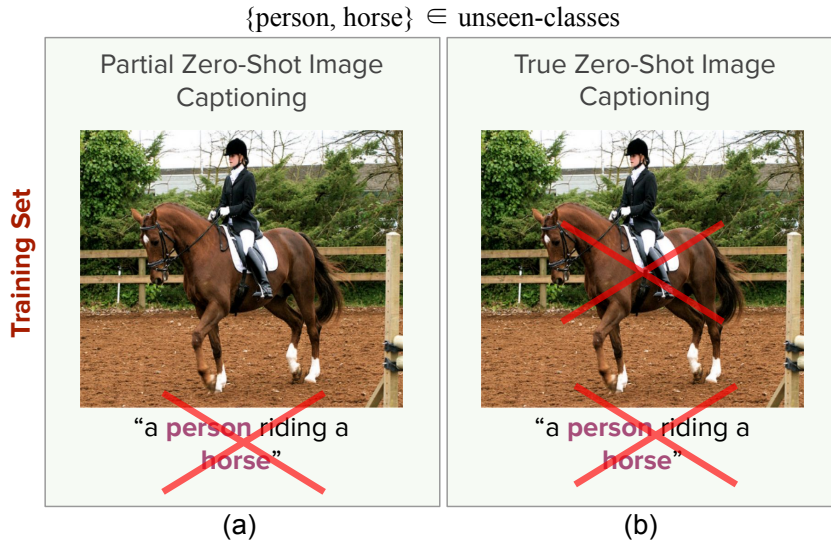 {person, horse} ∈ unseen-classes
Partial Zero-Shot Image
Captioning
True Zero-Shot Image
Captioning
Training Set
“a person riding a
horse”
“a person riding a
horse”
(a)
(b)